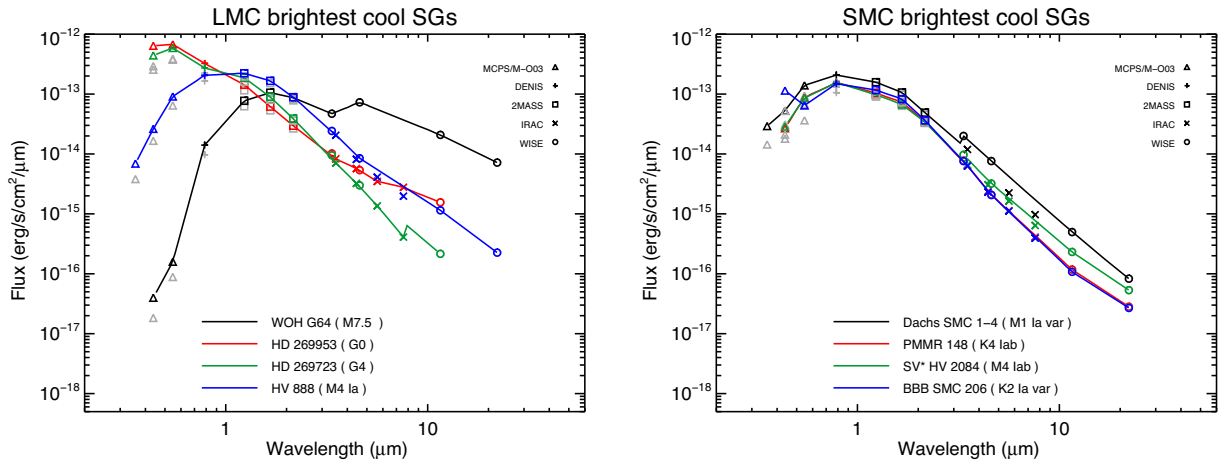 LMC brightest cool SGs
10⁻¹²
10⁻¹³
10⁻¹⁴
10⁻¹⁵
10⁻¹⁶
10⁻¹⁷
10⁻¹⁸
Flux (erg/s/cm²/μm)
MCPS/M−O03
DENIS
2MASS
IRAC
WISE
WOH G64 ( M7.5 )
HD 269953 ( G0 )
HD 269723 ( G4 )
HV 888 ( M4 Ia )
1
10
Wavelength (μm)
SMC brightest cool SGs
10⁻¹²
10⁻¹³
10⁻¹⁴
10⁻¹⁵
10⁻¹⁶
10⁻¹⁷
10⁻¹⁸
Flux (erg/s/cm²/μm)
MCPS/M−O03
DENIS
2MASS
IRAC
WISE
Dachs SMC 1−4 ( M1 Ia var )
PMMR 148 ( K4 Iab )
SV* HV 2084 ( M4 Iab )
BBB SMC 206 ( K2 Ia var )
1
10
Wavelength (μm)